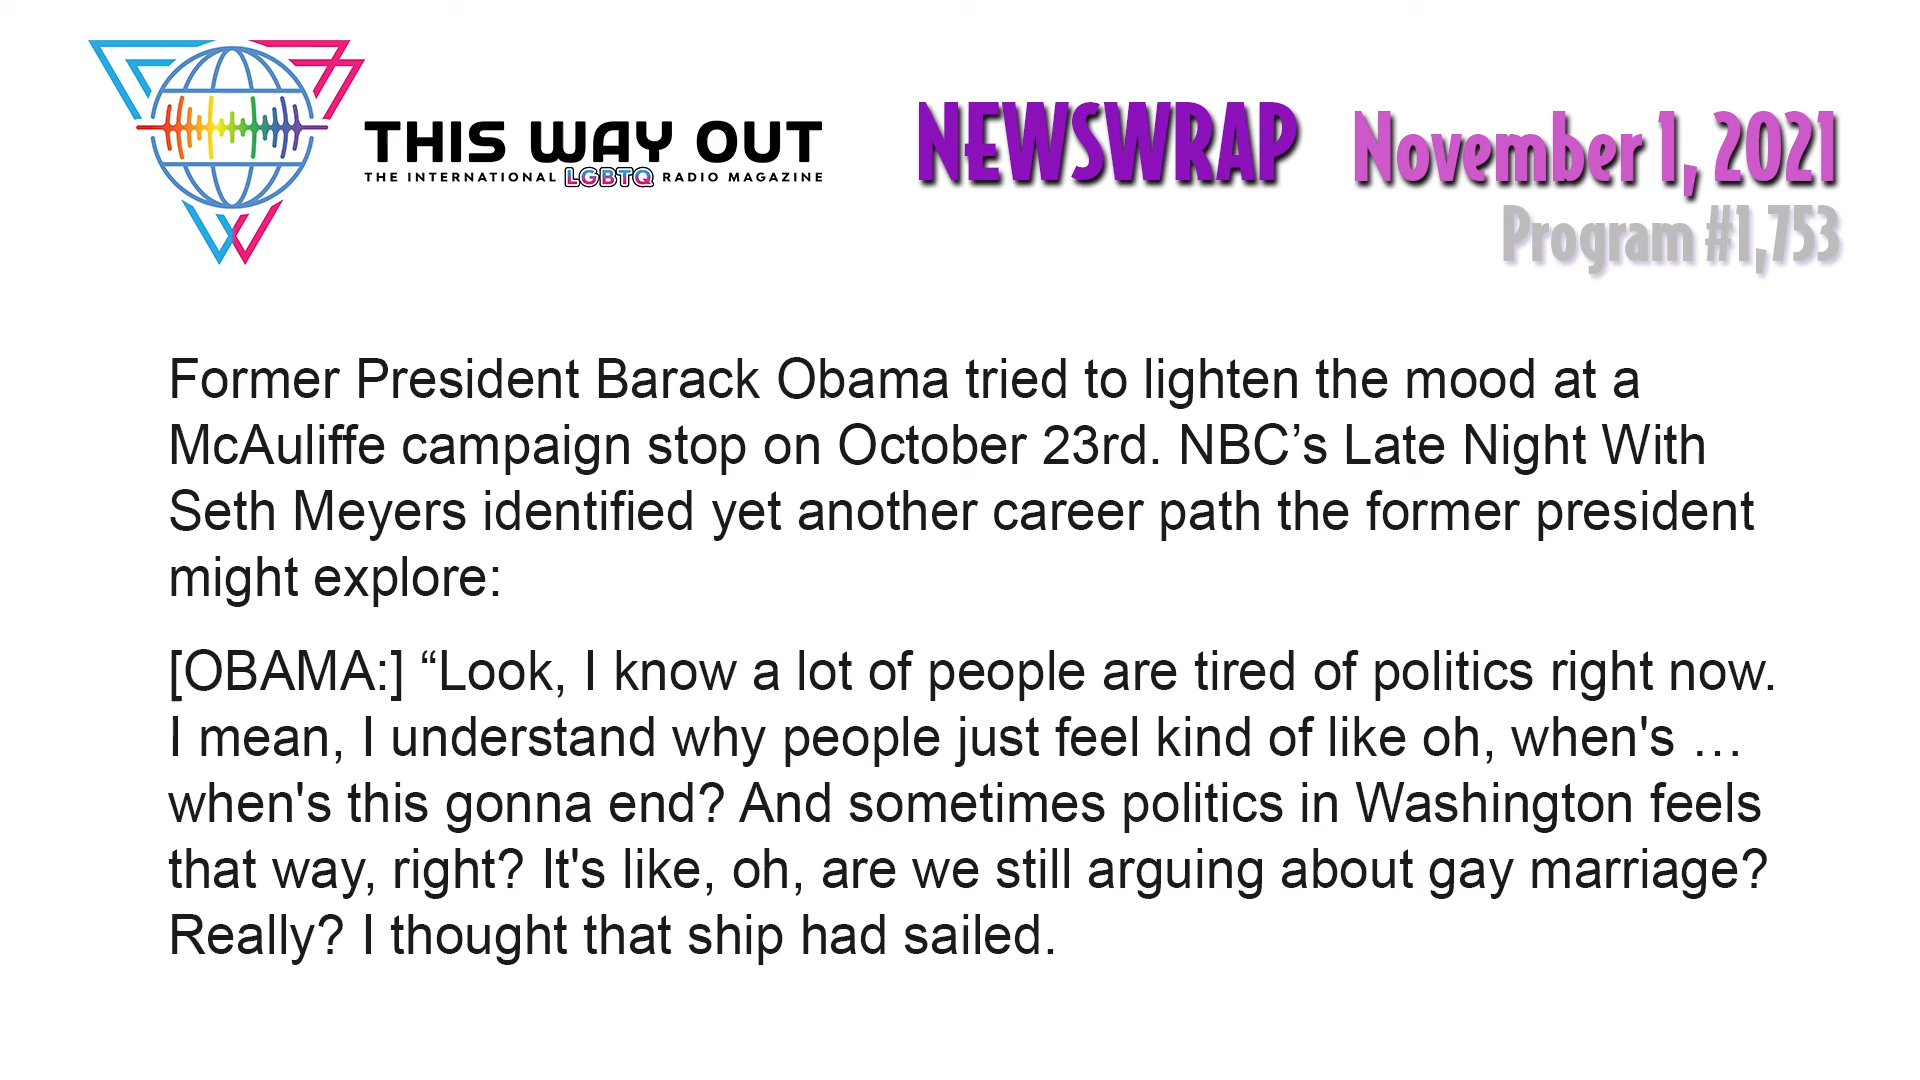 THIS WAY OUT
THE INTERNATIONAL LGBTQ RADIO MAGAZINE
NEWSWRAP
November 1, 2021
Program #1,753
Former President Barack Obama tried to lighten the mood at a
McAuliffe campaign stop on October 23rd. NBC’s Late Night With
Seth Meyers identified yet another career path the former president
might explore:
[OBAMA:] “Look, I know a lot of people are tired of politics right now.
I mean, I understand why people just feel kind of like oh, when's …
when's this gonna end? And sometimes politics in Washington feels
that way, right? It's like, oh, are we still arguing about gay marriage?
Really? I thought that ship had sailed.